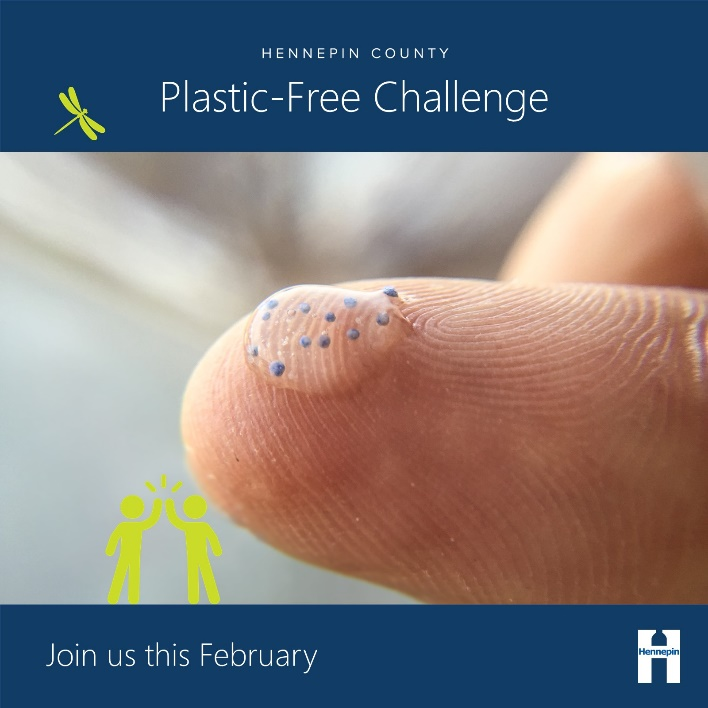 HENNEPIN COUNTY
Plastic-Free Challenge
Join us this February
Hennepin